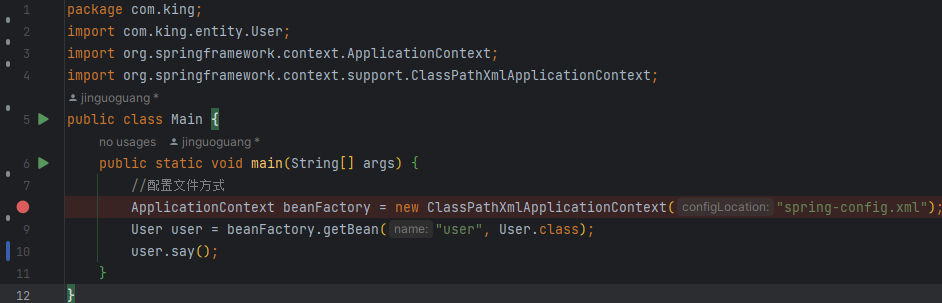 1 package com.king;
2 import com.king.entity.User;
3 import org.springframework.context.ApplicationContext;
4 import org.springframework.context.support.ClassPathXmlApplicationContext;
jinguoguang *
5 public class Main {
no usages jinguoguang *
6 public static void main(String[] args) {
7 //配置文件方式
ApplicationContext beanFactory = new ClassPathXmlApplicationContext( configLocation: "spring-config.xml");
9 User user = beanFactory.getBean( name: "user", User.class);
10 user.say();
11 }
12 }